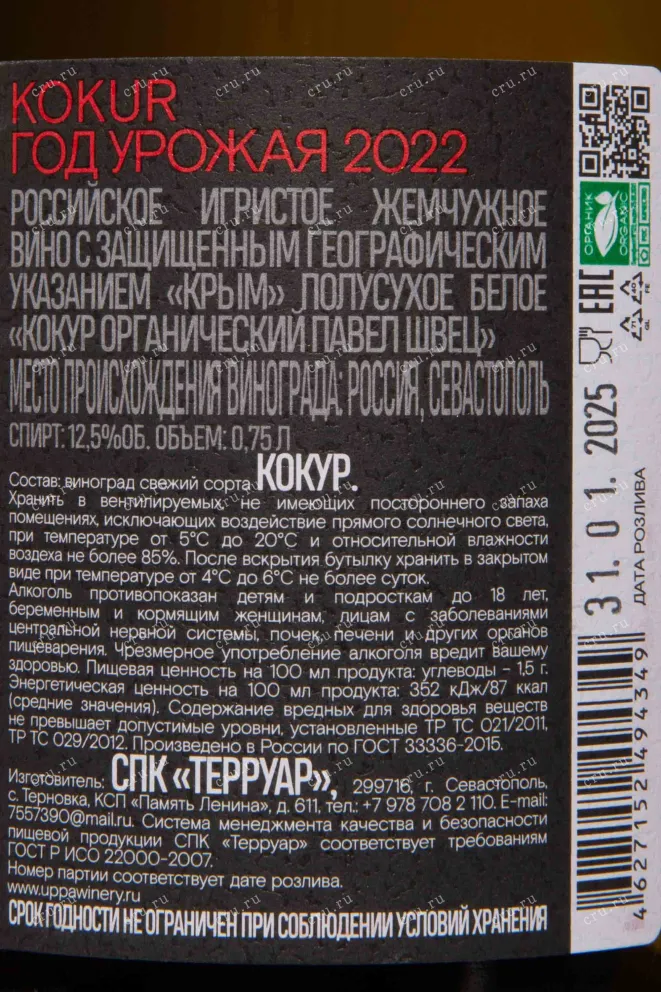 KOKUR
ГОД УРОЖАЯ 2022
РОССИЙСКОЕ ИГРИСТОЕ ЖЕМЧУЖНОЕ
ВИНО С ЗАЩИЩЕННЫМ ГЕОГРАФИЧЕСКИМ
УКАЗАНИЕМ «КРЫМ» ПОЛУСУХОЕ БЕЛОЕ
«КОКУР ОРГАНИЧЕСКИЙ ПАВЕЛ ШВЕЦ»
МЕСТО ПРОИСХОЖДЕНИЯ ВИНОГРАДА: РОССИЯ, СЕВАСТОПОЛЬ
СПИРТ: 12,5%ОБ. ОБЪЕМ: 0,75 Л
Состав: виноград свежий сорта КОКУР.
Хранить в вентилируемых, не имеющих постороннего запаха
помещениях, исключающих воздействие прямого солнечного света,
при температуре от 5°С до 20°С и относительной влажности
воздеха не более 85%. После вскрытия бутылку хранить в закрытом
виде при температуре от 4°С до 6°С не более суток.
Алкоголь противопоказан детям и подросткам до 18 лет,
беременным и кормящим женщинам, лицам с заболеваниями
центральной нервной системы, почек, печени и других органов
пищеварения. Чрезмерное употребление алкоголя вредит вашему
здоровью. Пищевая ценность на 100 мл продукта: углеводы – 1,5 г.
Энергетическая ценность на 100 мл продукта: 352 кДж/87 ккал
(средние значения). Содержание вредных для здоровья веществ
не превышает допустимые уровни, установленные ТР ТС 021/2011,
ТР ТС 029/2012. Произведено в России по ГОСТ 33336-2015.
Изготовитель: СПК «ТЕРРУАР», 299716, г. Севастополь,
с. Терновка, КСП «Память Ленина», д. 611, тел.: +7 978 708 2 110. E-mail:
7557390@mail.ru. Система менеджмента качества и безопасности
пищевой продукции СПК «Терруар» соответствует требованиям
ГОСТ Р ИСО 22000-2007.
Номер партии соответствует дате розлива.
www.uppawinery.ru
СРОК ГОДНОСТИ НЕ ОГРАНИЧЕН ПРИ СОБЛЮДЕНИИ УСЛОВИЙ ХРАНЕНИЯ
ОРГАНИК
ORGANIC
EAC
71
GL
40
FE
31.01.2025
ДАТА РОЗЛИВА
4627152494349
cru.ru